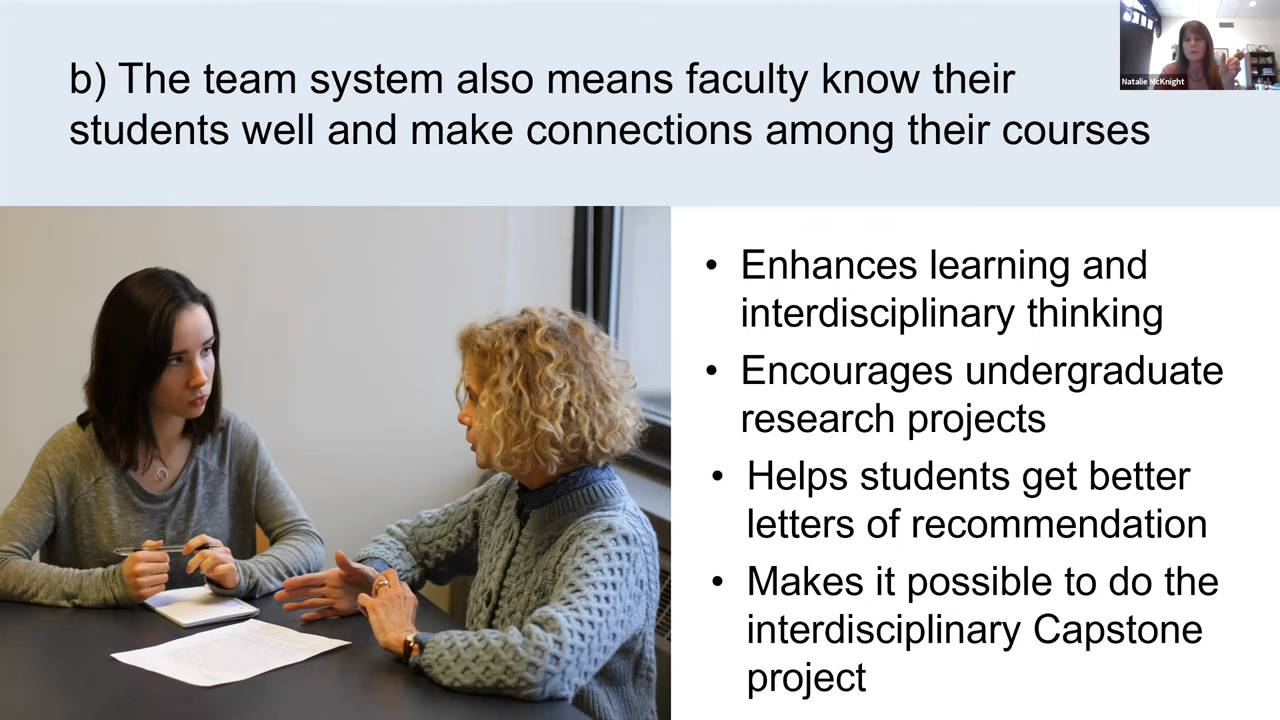 b) The team system also means faculty know their
students well and make connections among their courses
Natalie McKnight
• Enhances learning and
interdisciplinary thinking
• Encourages undergraduate
research projects
• Helps students get better
letters of recommendation
• Makes it possible to do the
interdisciplinary Capstone
project